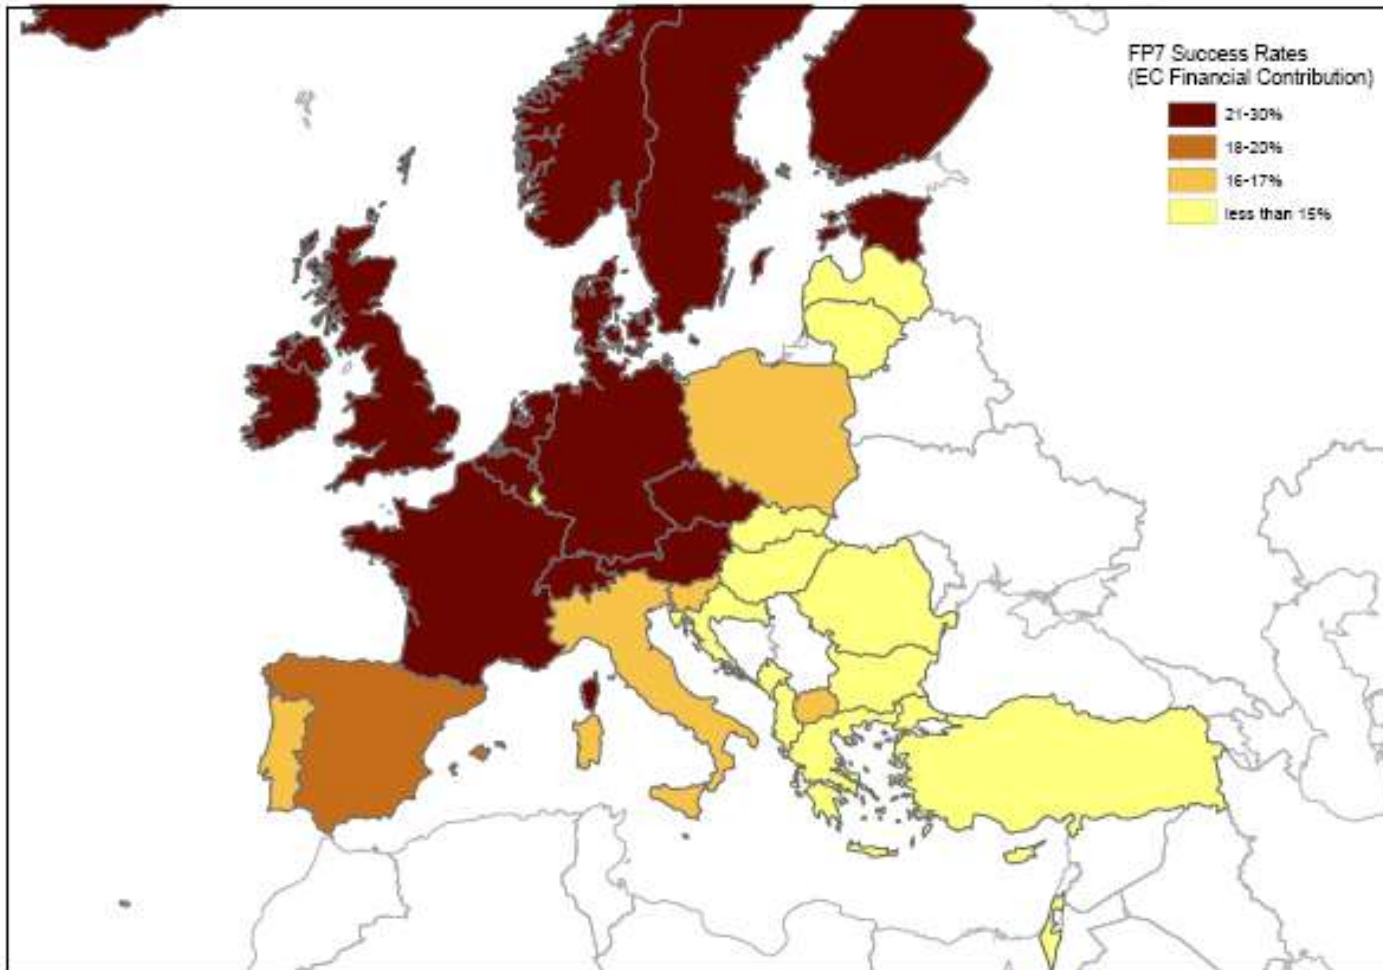 FP7 Success Rates
(EC Financial Contribution)
21-30%
18-20%
16-17%
less than 15%